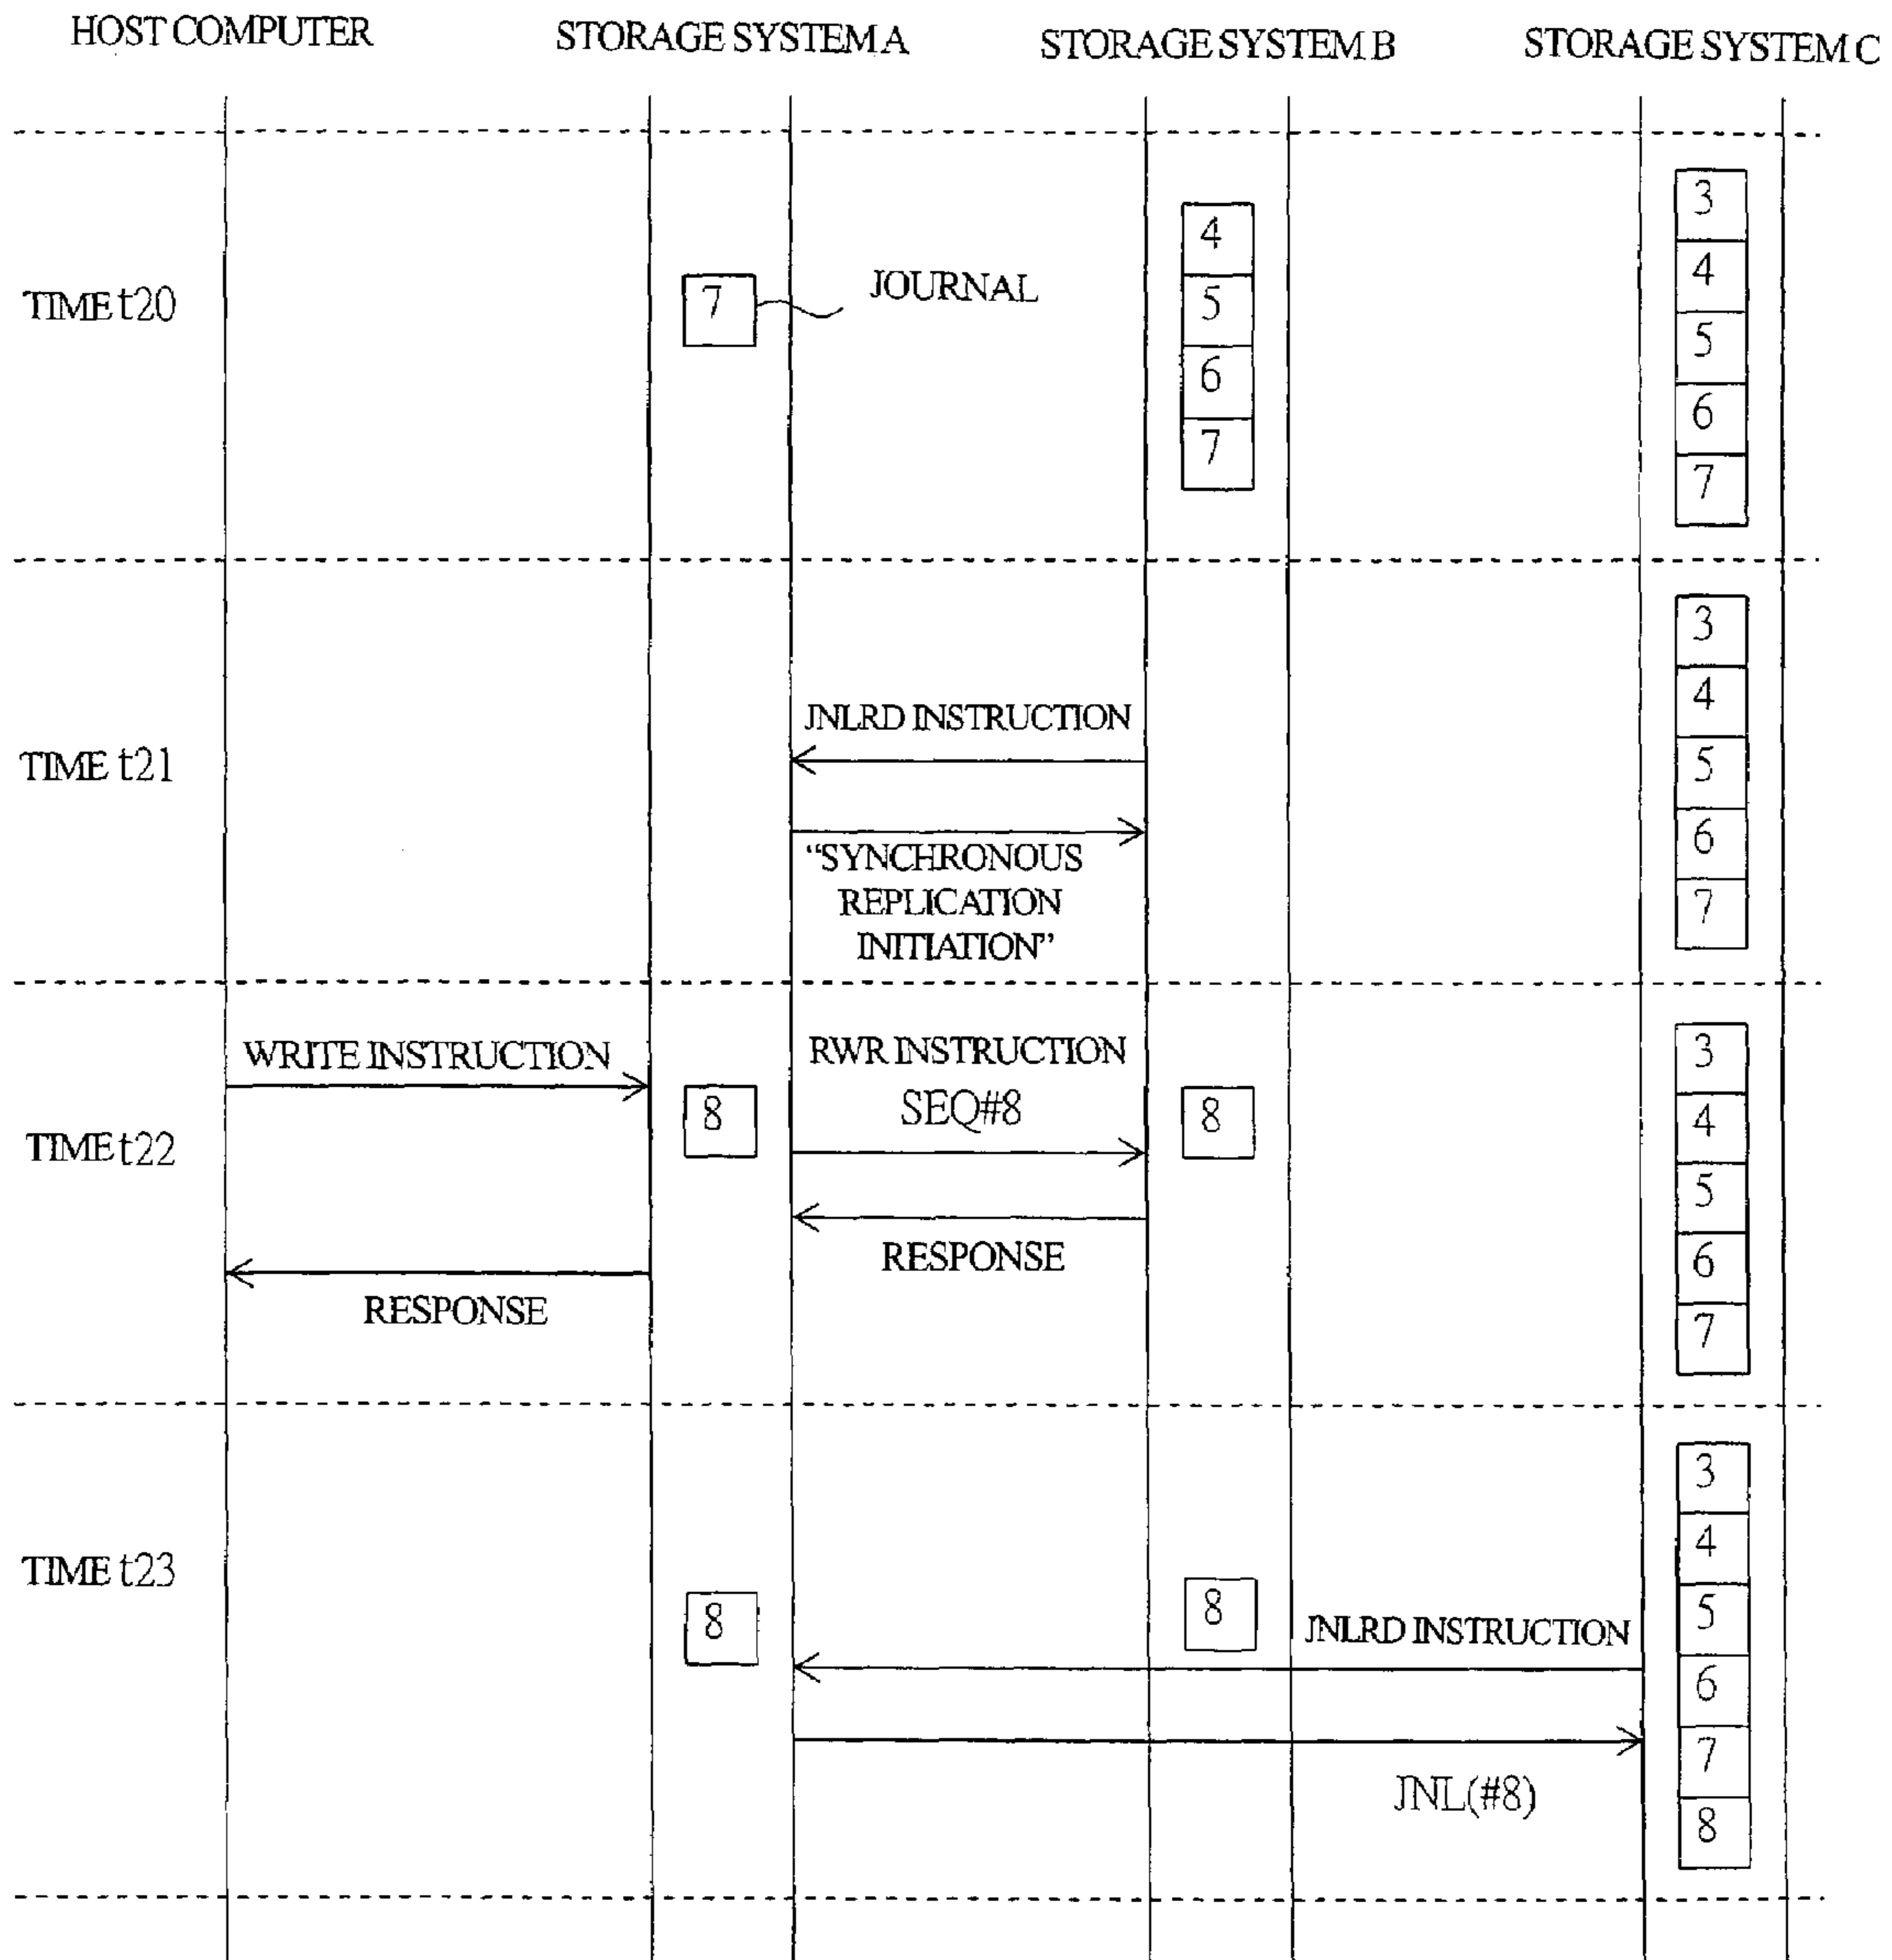 HOST COMPUTER
STORAGE SYSTEM A
STORAGE SYSTEM B
STORAGE SYSTEM C
TIME t20
7
JOURNAL
4
5
6
7
3
4
5
6
7
TIME t21
JNLRD INSTRUCTION
“SYNCHRONOUS
REPLICATION
INITIATION”
3
4
5
6
7
TIME t22
WRITE INSTRUCTION
8
RWR INSTRUCTION
SEQ#8
8
RESPONSE
RESPONSE
3
4
5
6
7
TIME t23
8
8
JNLRD INSTRUCTION
JNL(#8)
3
4
5
6
7
8